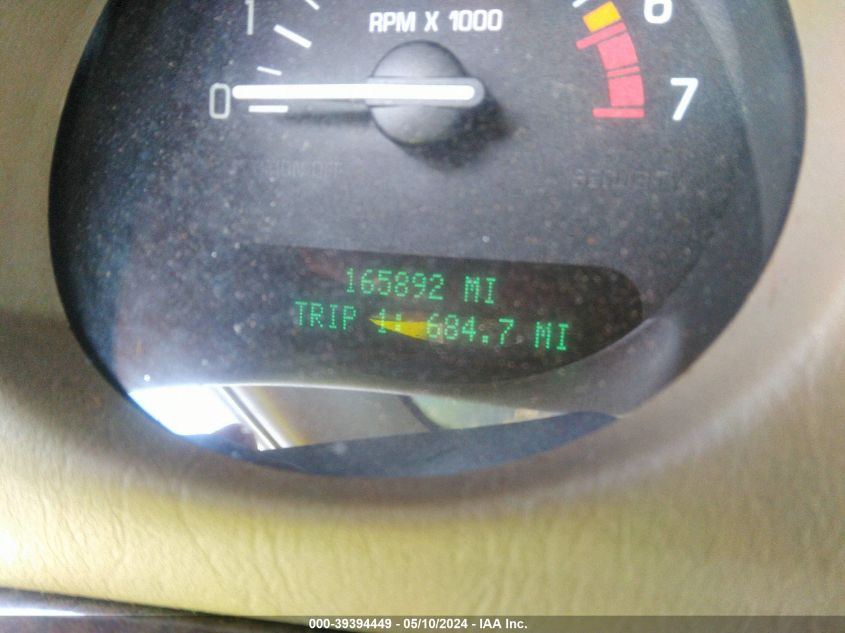 6
1
RPM X 1000
0
7
SECURITY
165892 MI
TRIP 1: 684.7 MI
000-39394449 - 05/10/2024 - IAA Inc.